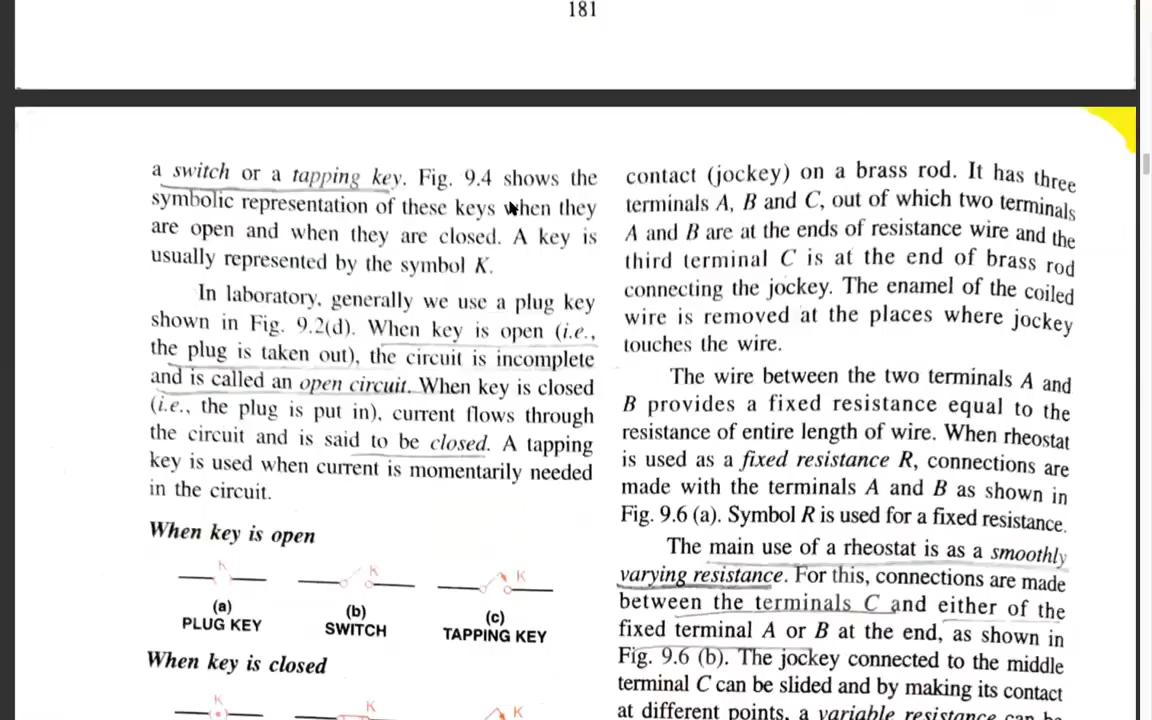 181
a switch or a tapping key. Fig. 9.4 shows the
symbolic representation of these keys when they
are open and when they are closed. A key is
usually represented by the symbol K.
In laboratory, generally we use a plug key
shown in Fig. 9.2(d). When key is open (i.e.,
the plug is taken out), the circuit is incomplete
and is called an open circuit. When key is closed
(i.e., the plug is put in), current flows through
the circuit and is said to be closed. A tapping
key is used when current is momentarily needed
in the circuit.
When key is open
K K K
(a) (b) (c)
PLUG KEY SWITCH TAPPING KEY
When key is closed
K K K
contact (jockey) on a brass rod. It has three
terminals A, B and C, out of which two terminals
A and B are at the ends of resistance wire and the
third terminal C is at the end of brass rod
connecting the jockey. The enamel of the coiled
wire is removed at the places where jockey
touches the wire.
The wire between the two terminals A and
B provides a fixed resistance equal to the
resistance of entire length of wire. When rheostat
is used as a fixed resistance R, connections are
made with the terminals A and B as shown in
Fig. 9.6 (a). Symbol R is used for a fixed resistance.
The main use of a rheostat is as a smoothly
varying resistance. For this, connections are made
between the terminals C and either of the
fixed terminal A or B at the end, as shown in
Fig. 9.6 (b). The jockey connected to the middle
terminal C can be slided and by making its contact
at different points, a variable resistance can be